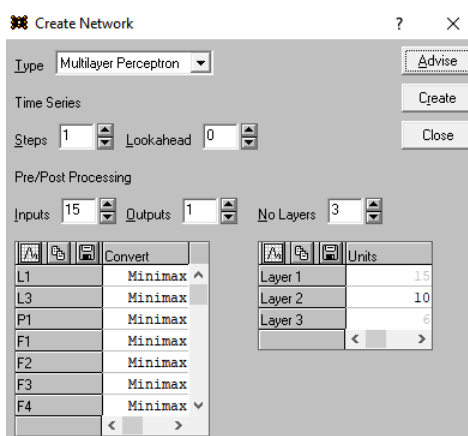 Create Network ? ×
Type Multilayer Perceptron Advise
Time Series Create
Steps 1 Lookahead 0 Close
Pre/Post Processing
Inputs 15 Outputs 1 No Layers 3
Convert
L1 Minimax
L3 Minimax
P1 Minimax
F1 Minimax
F2 Minimax
F3 Minimax
F4 Minimax
Units
Layer 1 15
Layer 2 10
Layer 3 6